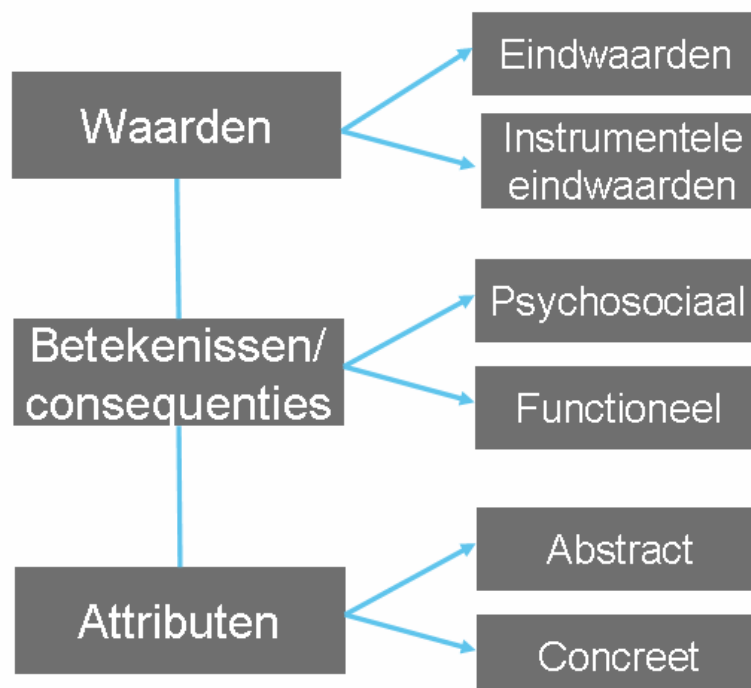 Waarden
Eindwaarden
Instrumentele
eindwaarden
Betekenissen/
consequenties
Psychosociaal
Functioneel
Attributen
Abstract
Concreet